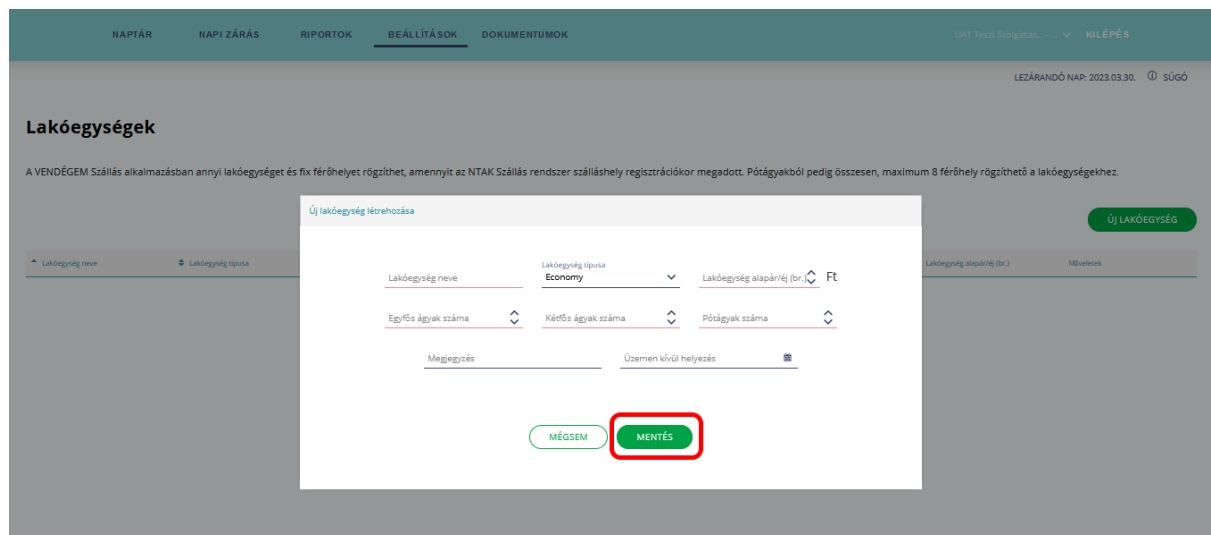 NAPTÁR NAPI ZÁRÁS RIPORTOK BEÁLLÍTÁSOK DOKUMENTUMOK UAT Teszt Szolgáltat... -... KILÉPÉS
LEZÁRANDÓ NAP: 2023.03.30. SÚGÓ
Lakóegységek
A VENDÉGEM Szállás alkalmazásban annyi lakóegységet és fix férőhelyet rögzíthet, amennyit az NTAK Szállás rendszer szálláshely regisztrációkor megadott. Pótágyakból pedig összesen, maximum 8 férőhely rögzíthető a lakóegységekhez.
Új lakóegység létrehozása
ÚJ LAKÓEGYSÉG
Lakóegység neve Lakóegység típusa Lakóegység alapár/éj (br.) Műveletek
Lakóegység típusa
Lakóegység neve Economy Lakóegység alapár/éj (br.) Ft
Egyfős ágyak száma Kétfős ágyak száma Pótágyak száma
Megjegyzés Üzemen kívül helyezés
MÉGSEM MENTÉS